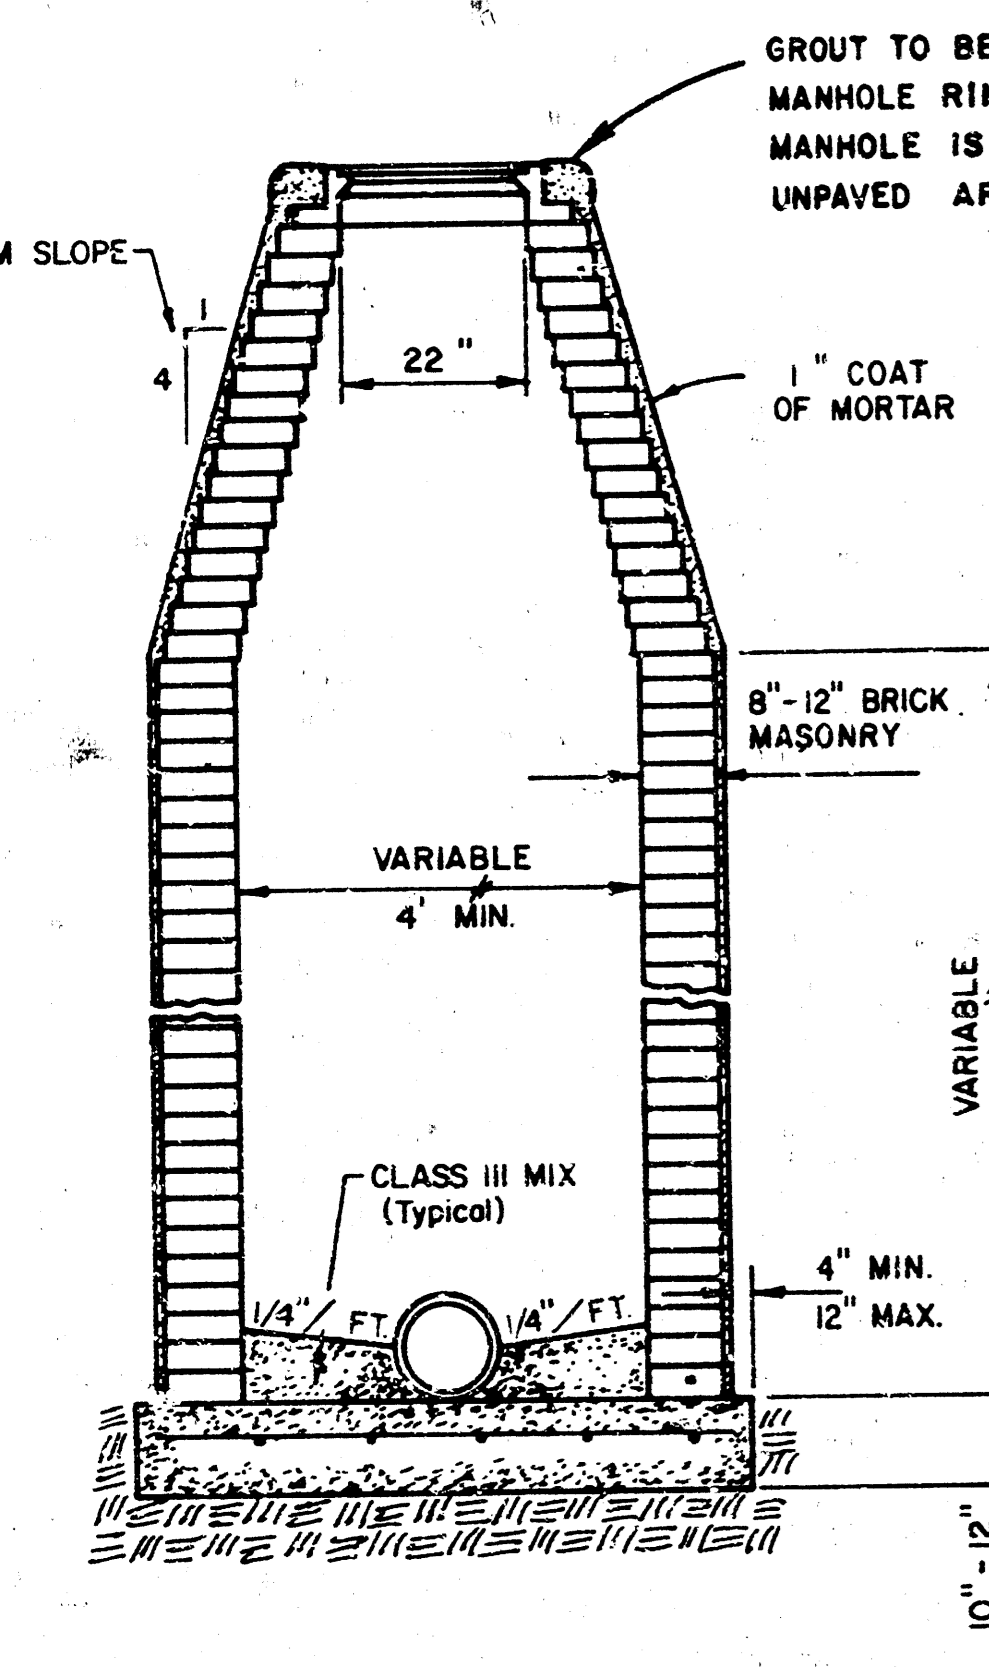 GROUT TO BE
MANHOLE
MANHOLE IS
UNPAVED
SLOPE
1
4
22"
1" COAT
OF MORTAR
8"-12" BRICK
MASONRY
VARIABLE
4' MIN.
VARIABLE
CLASS III MIX
(Typical)
1/4"/FT.
1/4"/FT.
4" MIN.
12" MAX.
10"-12"